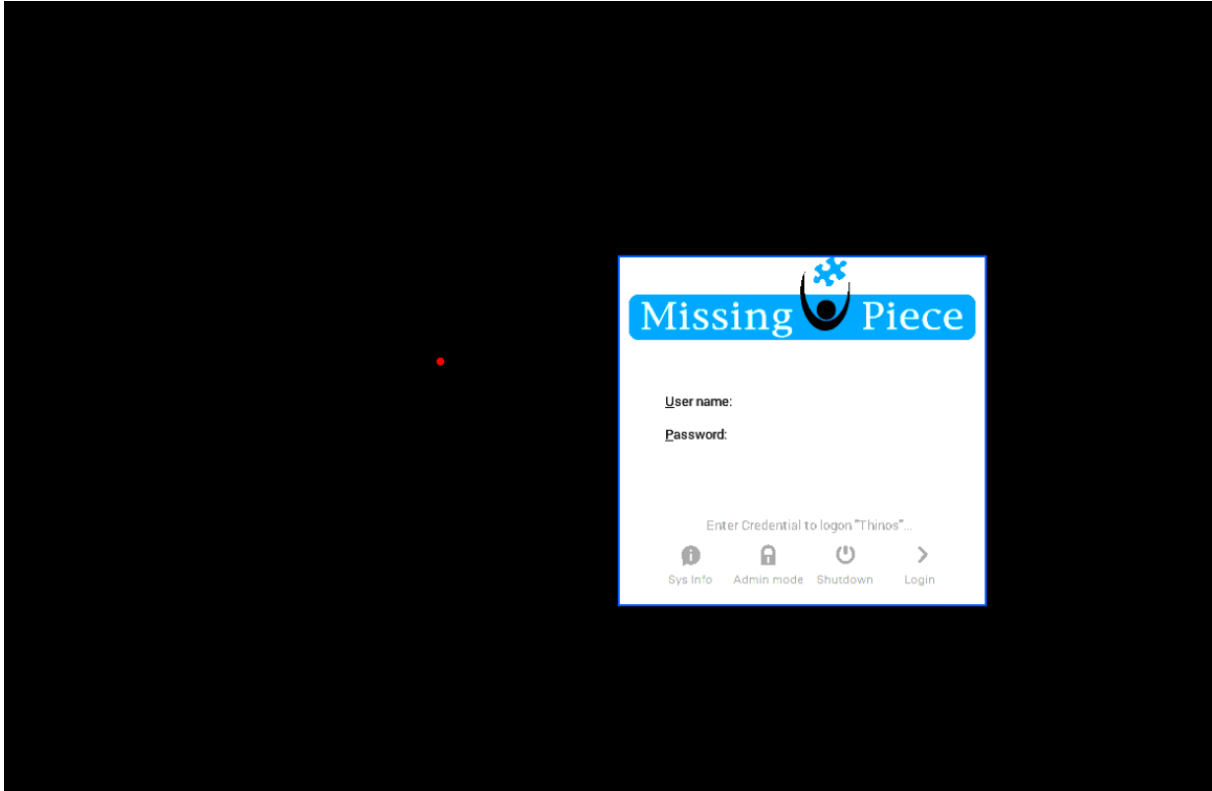 Missing Piece
User name:
Password:
Enter Credential to logon "Thinos"...
Sys Info Admin mode Shutdown Login